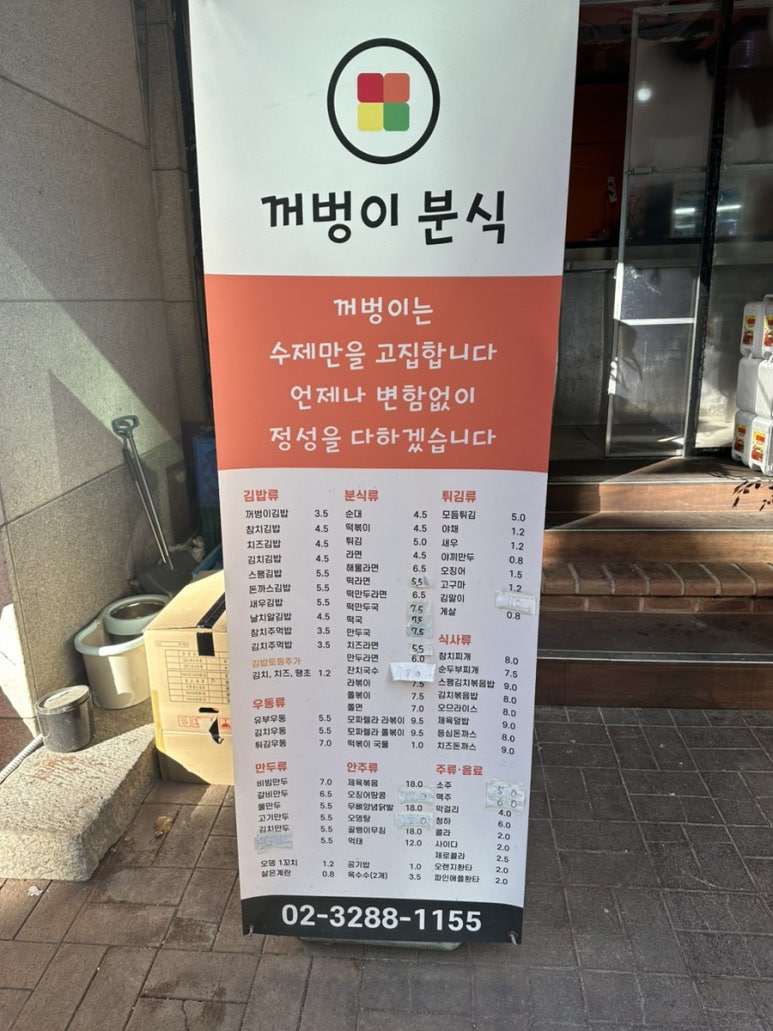 꺼벙이 분식
꺼벙이는
수제만을 고집합니다
언제나 변함없이
정성을 다하겠습니다
김밥류
꺼벙이김밥 3.5
참치김밥 4.5
치즈김밥 4.5
김치김밥 4.5
스팸김밥 5.5
돈까스김밥 5.5
새우김밥 5.5
날치알김밥 4.5
참치주먹밥 3.5
김치주먹밥 3.5
김밥토핑추가
김치, 치즈, 땡초 1.2
우동류
유부우동 5.5
김치우동 5.5
튀김우동 7.0
만두류
비빔만두 7.0
갈비만두 6.5
물만두 5.5
고기만두 5.5
김치만두 5.5
5.5
오뎅 1꼬치 1.2
삶은계란 0.8
분식류
순대 4.5
떡볶이 4.5
튀김 5.0
라면 4.5
해물라면 6.5
떡라면 5.5
떡만두라면 6.5
떡만두국 7.5
떡국
만두국 7.5
치즈라면 5.5
만두라면 6.0
잔치국수
라볶이 7.5
쫄볶이 7.5
쫄면 7.0
모짜렐라 라볶이 9.5
모짜렐라 쫄볶이 9.5
떡볶이 국물 1.0
안주류
제육볶음 18.0
오징어땅콩
무뼈양념닭발 18.0
오뎅탕
골뱅이무침 18.0
먹태 12.0
공기밥 1.0
옥수수(2개) 3.5
튀김류
모듬튀김 5.0
야채 1.2
새우 1.2
야끼만두 0.8
오징어 1.5
고구마 1.2
김말이
게살 0.8
식사류
참치찌개 8.0
순두부찌개 7.5
스팸김치볶음밥 9.0
김치볶음밥 8.0
오므라이스 8.0
제육덮밥 9.0
등심돈까스 8.0
치즈돈까스 9.0
주류·음료
소주
맥주
막걸리 4.0
청하 6.0
콜라 2.0
사이다 2.0
제로콜라 2.5
오렌지환타 2.0
파인애플환타 2.0
02-3288-1155